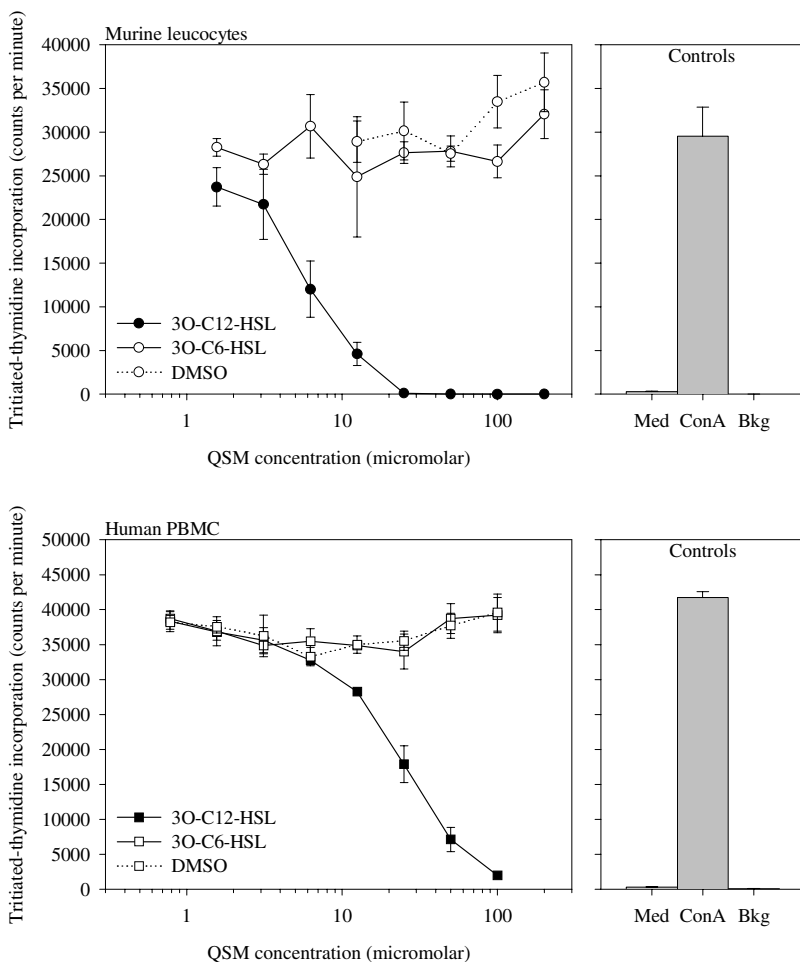 Murine leucocytes
Tritiated-thymidine incorporation (counts per minute)
40000
35000
30000
25000
20000
15000
10000
5000
0
3O-C12-HSL
3O-C6-HSL
DMSO
1
10
100
QSM concentration (micromolar)
Controls
Med ConA Bkg
Human PBMC
Tritiated-thymidine incorporation (counts per minute)
50000
45000
40000
35000
30000
25000
20000
15000
10000
5000
0
3O-C12-HSL
3O-C6-HSL
DMSO
1
10
100
QSM concentration (micromolar)
Controls
Med ConA Bkg